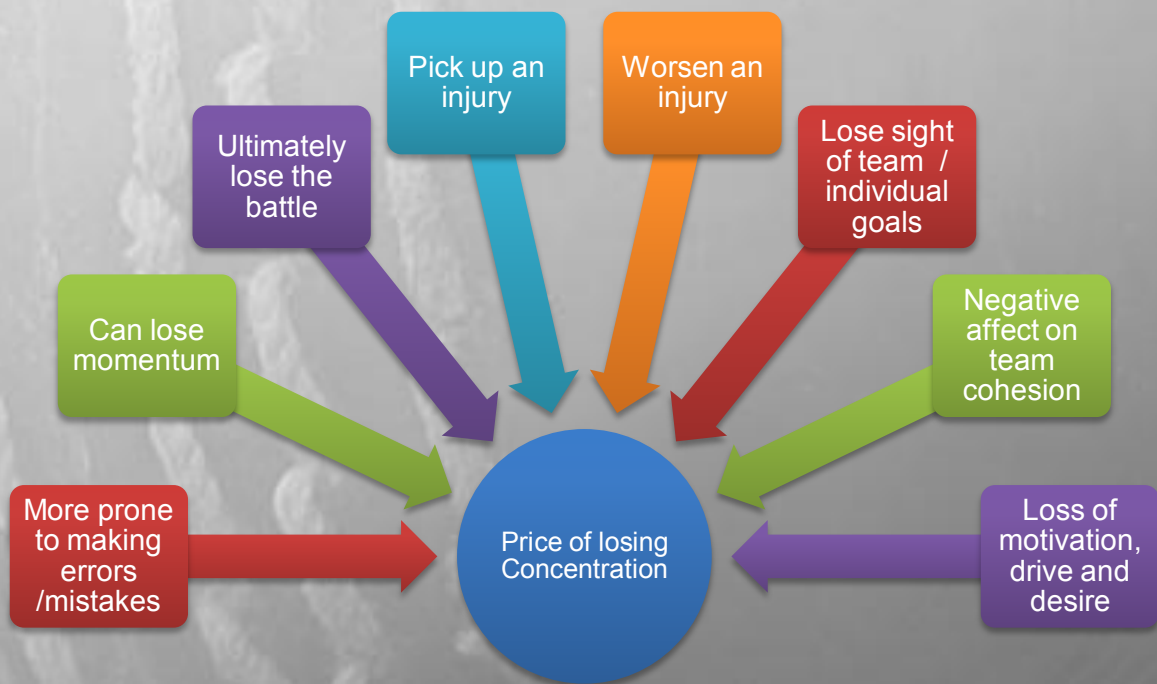 More prone
to making
errors
/mistakes
Can lose
momentum
Ultimately
lose the
battle
Pick up an
injury
Worsen an
injury
Lose sight
of team  /
individual
goals
Negative
affect on
team
cohesion
Loss of
motivation,
drive and
desire
Price of losing
Concentration